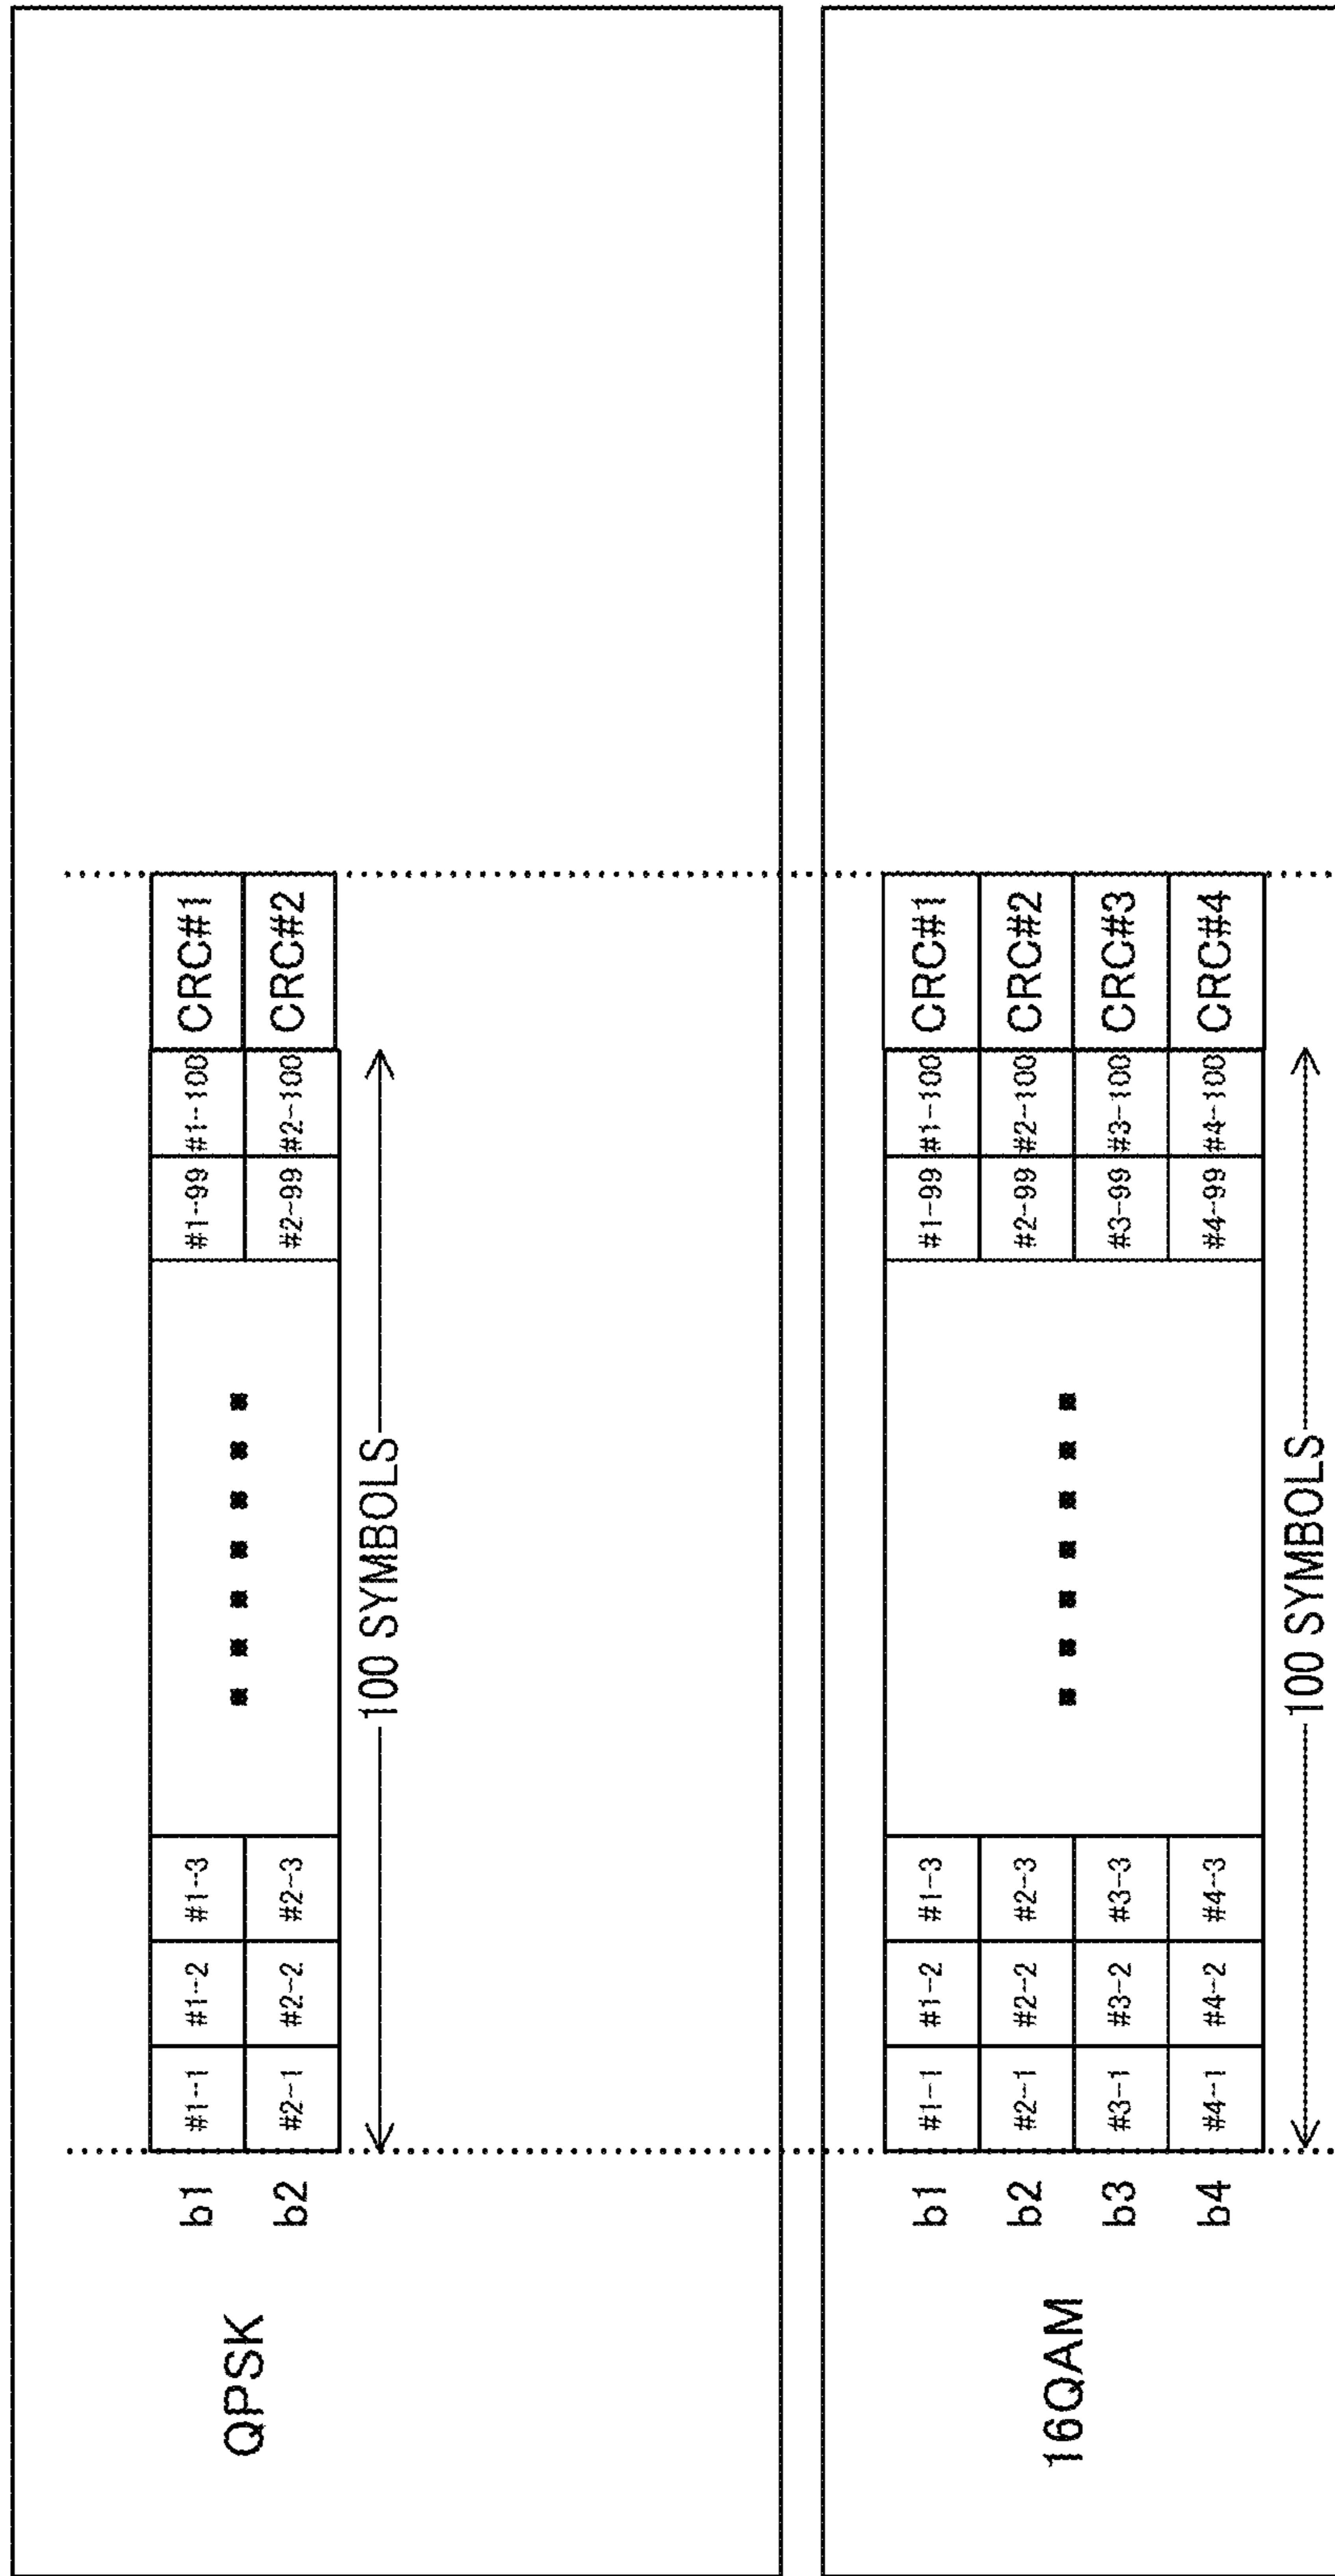 QPSK
b1 #1-1 #1-2 #1-3 #1-99 #1-100 CRC#1
b2 #2-1 #2-2 #2-3 #2-99 #2-100 CRC#2
100 SYMBOLS
16QAM
b1 #1-1 #1-2 #1-3 #1-99 #1-100 CRC#1
b2 #2-1 #2-2 #2-3 #2-99 #2-100 CRC#2
b3 #3-1 #3-2 #3-3 #3-99 #3-100 CRC#3
b4 #4-1 #4-2 #4-3 #4-99 #4-100 CRC#4
100 SYMBOLS